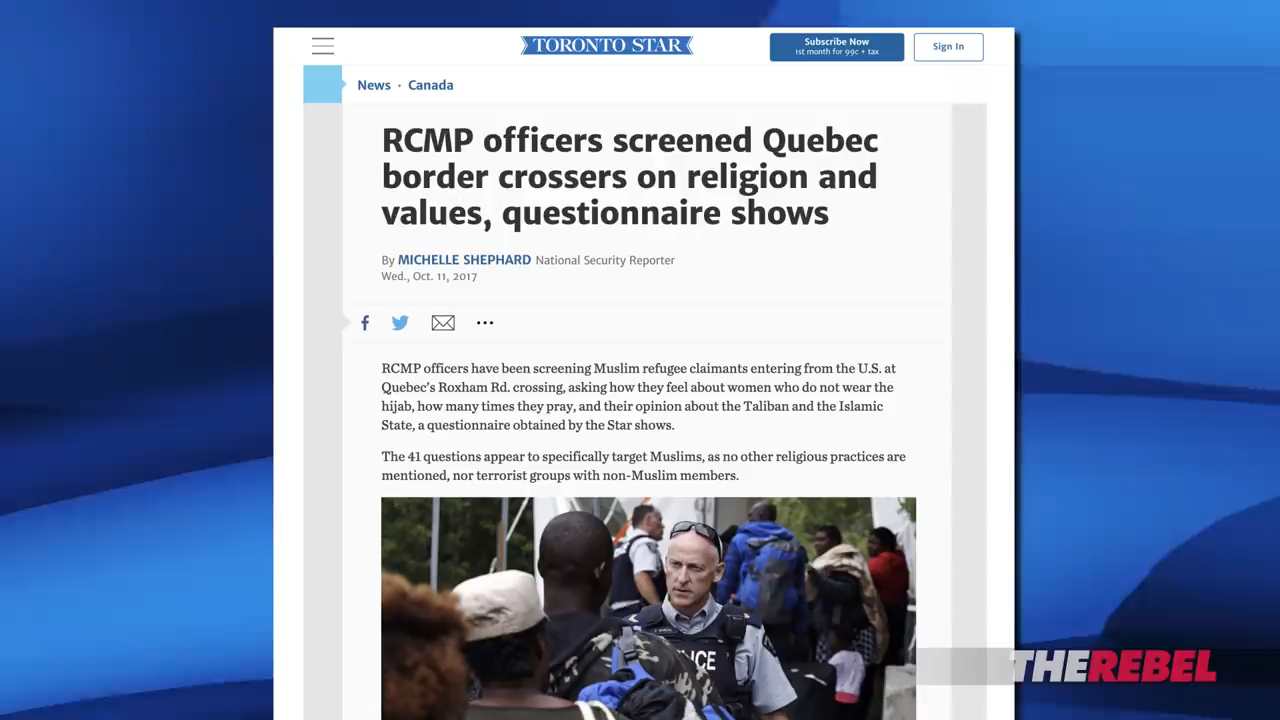 TORONTO STAR
Subscribe Now
1st month for 99¢ + tax
Sign In
News · Canada
RCMP officers screened Quebec
border crossers on religion and
values, questionnaire shows
By MICHELLE SHEPHARD National Security Reporter
Wed., Oct. 11, 2017
RCMP officers have been screening Muslim refugee claimants entering from the U.S. at
Quebec's Roxham Rd. crossing, asking how they feel about women who do not wear the
hijab, how many times they pray, and their opinion about the Taliban and the Islamic
State, a questionnaire obtained by the Star shows.
The 41 questions appear to specifically target Muslims, as no other religious practices are
mentioned, nor terrorist groups with non-Muslim members.
LICE
THEREBEL